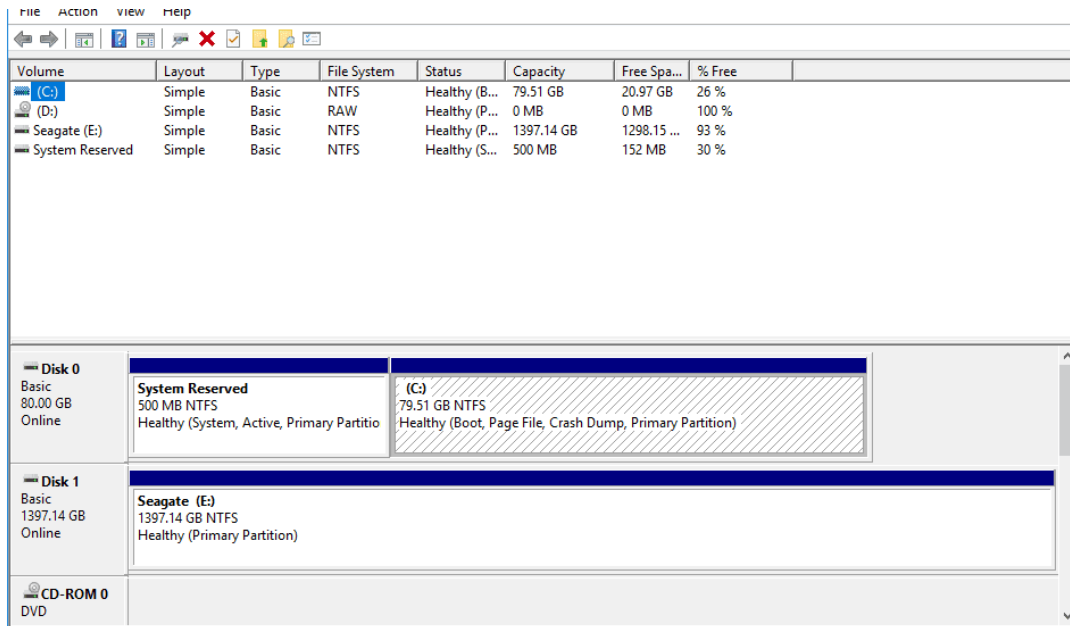 File Action View Help
Volume Layout Type File System Status Capacity Free Spa... % Free
(C:) Simple Basic NTFS Healthy (B... 79.51 GB 20.97 GB 26 %
(D:) Simple Basic RAW Healthy (P... 0 MB 0 MB 100 %
Seagate (E:) Simple Basic NTFS Healthy (P... 1397.14 GB 1298.15 ... 93 %
System Reserved Simple Basic NTFS Healthy (S... 500 MB 152 MB 30 %
Disk 0
Basic
80.00 GB
Online
System Reserved
500 MB NTFS
Healthy (System, Active, Primary Partitio
(C:)
79.51 GB NTFS
Healthy (Boot, Page File, Crash Dump, Primary Partition)
Disk 1
Basic
1397.14 GB
Online
Seagate (E:)
1397.14 GB NTFS
Healthy (Primary Partition)
CD-ROM 0
DVD